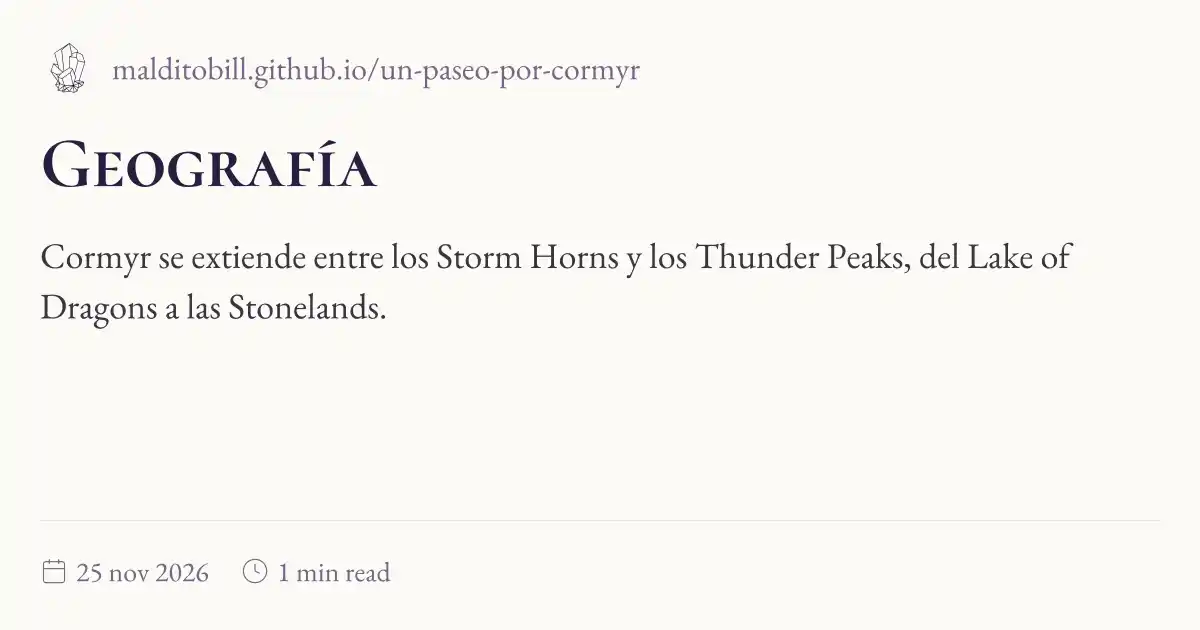 malditobill.github.io/un-paseo-por-cormyr
Geografía
Cormyr se extiende entre los Storm Horns y los Thunder Peaks, del Lake of
Dragons a las Stonelands.
25 nov 2026 1 min read